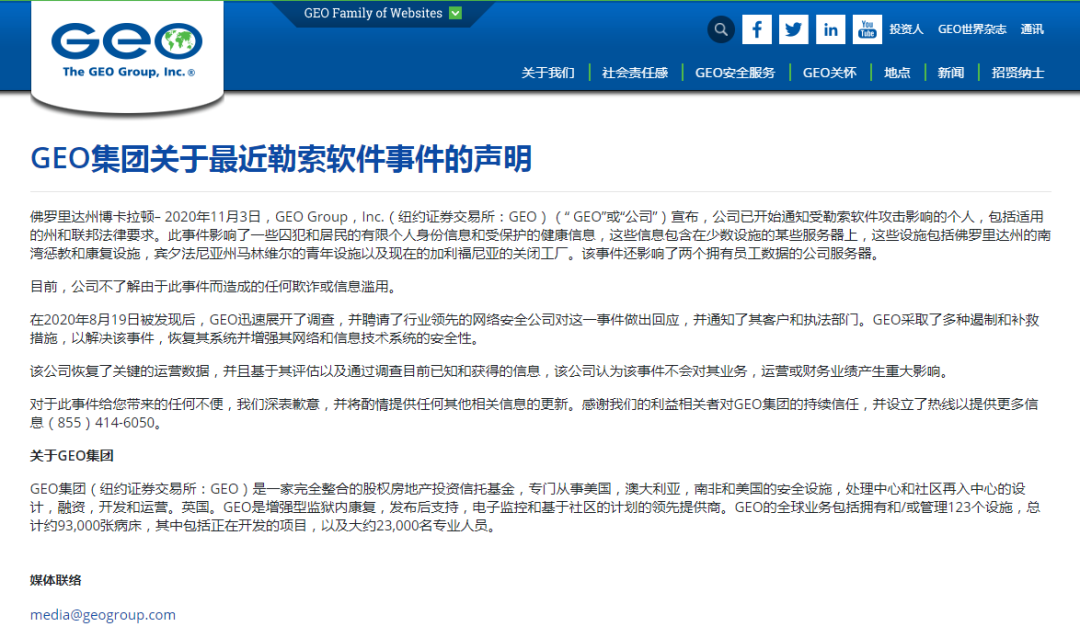 GEO Family of Websites
GEO
The GEO Group, Inc.®
f
in
You Tube
投资人 GEO世界杂志 通讯
关于我们 社会责任感 GEO安全服务 GEO关怀 地点 新闻 招贤纳士
GEO集团关于最近勒索软件事件的声明
佛罗里达州博卡拉顿– 2020年11月3日，GEO Group，Inc.（纽约证券交易所：GEO）（“ GEO”或“公司”）宣布，公司已开始通知受勒索软件攻击影响的个人，包括适用
的州和联邦法律要求。此事件影响了一些囚犯和居民的有限个人身份信息和受保护的健康信息，这些信息包含在少数设施的某些服务器上，这些设施包括佛罗里达州的南
湾惩教和康复设施，宾夕法尼亚州马林维尔的青年设施以及现在的加利福尼亚的关闭工厂。该事件还影响了两个拥有员工数据的公司服务器。
目前，公司不了解由于此事件而造成的任何欺诈或信息滥用。
在2020年8月19日被发现后，GEO迅速展开了调查，并聘请了行业领先的网络安全公司对这一事件做出回应，并通知了其客户和执法部门。GEO采取了多种遏制和补救
措施，以解决该事件，恢复其系统并增强其网络和信息技术系统的安全性。
该公司恢复了关键的运营数据，并且基于其评估以及通过调查目前已知和获得的信息，该公司认为该事件不会对其业务，运营或财务业绩产生重大影响。
对于此事件给您带来的任何不便，我们深表歉意，并将酌情提供任何其他相关信息的更新。感谢我们的利益相关者对GEO集团的持续信任，并设立了热线以提供更多信
息（855）414-6050。
关于GEO集团
GEO集团（纽约证券交易所：GEO）是一家完全整合的股权房地产投资信托基金，专门从事美国，澳大利亚，南非和美国的安全设施，处理中心和社区再入中心的设
计，融资，开发和运营。英国。GEO是增强型监狱内康复，发布后支持，电子监控和基于社区的计划的领先提供商。GEO的全球业务包括拥有和/或管理123个设施，总
计约93,000张病床，其中包括正在开发的项目，以及大约23,000名专业人员。
媒体联络
media@geogroup.com